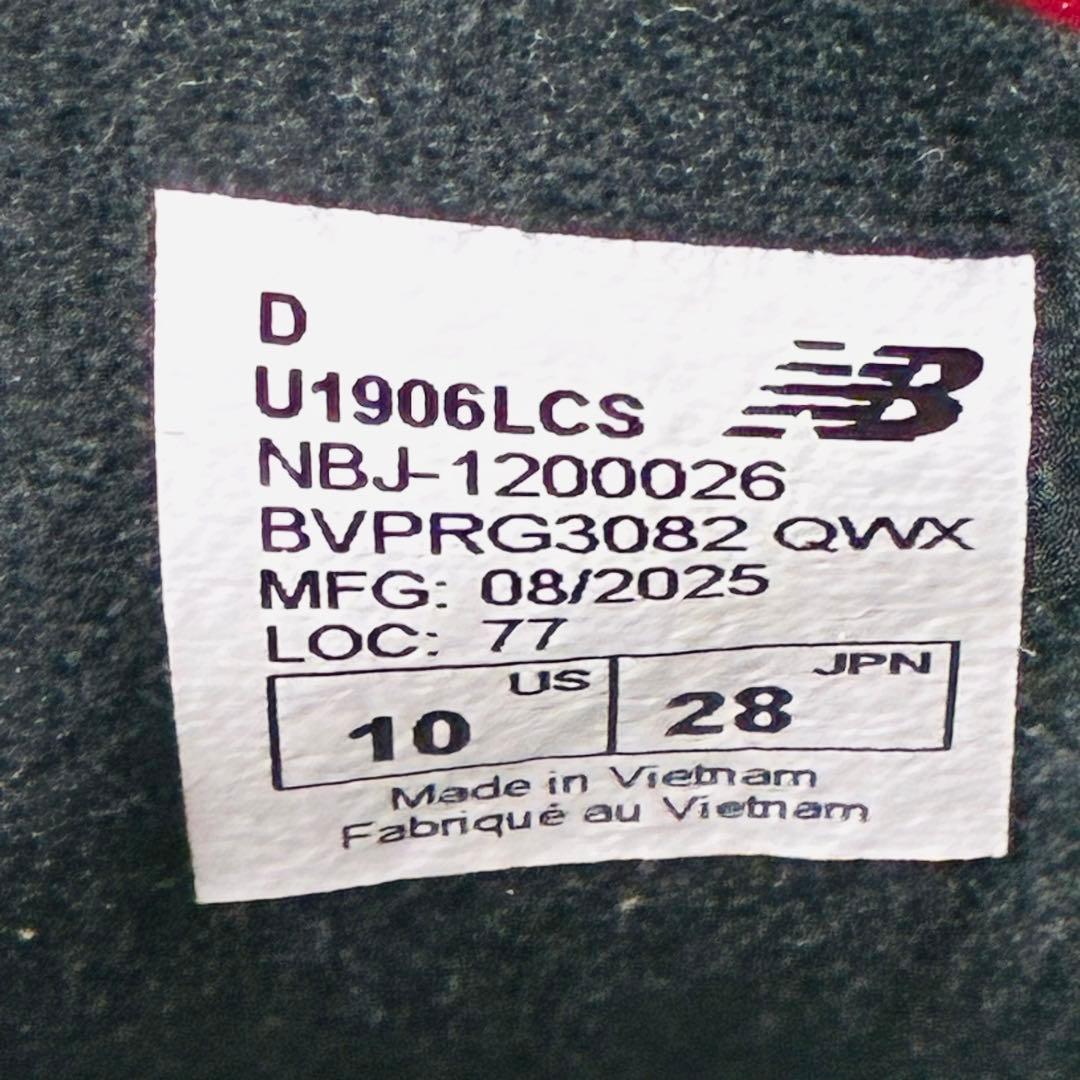 D
U1906LCS
NB
NBJ-1200026
BVPRG3082 QWX
MFG: 08/2025
LOC: 77
US JPN
10 28
Made in Vietnam
Fabriqué au Vietnam